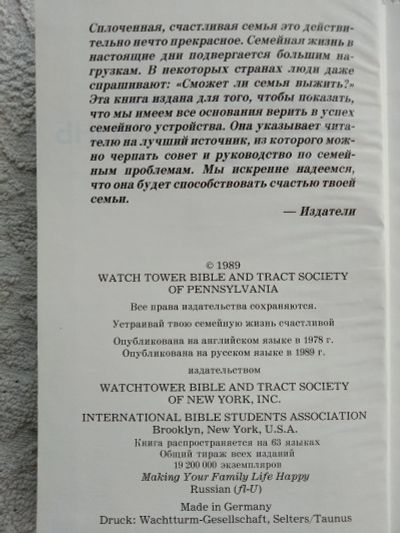 Сплоченная, счастливая семья это действи-
тельно нечто прекрасное. Семейная жизнь в
настоящие дни подвергается большим на-
грузкам. В некоторых странах люди даже
спрашивают: «Сможет ли семья выжить?»
Эта книга издана для того, чтобы показать,
что мы имеем все основания верить в успех
семейного устройства. Она указывает чита-
телю на лучший источник, из которого мож-
но черпать совет и руководство по семей-
ным проблемам. Мы искренне надеемся,
что она будет способствовать счастью твоей
семьи.
— Издатели
© 1989
WATCH TOWER BIBLE AND TRACT SOCIETY
OF PENNSYLVANIA
Все права издательства сохраняются.
Устраивай твою семейную жизнь счастливой
Опубликована на английском языке в 1978 г.
Опубликована на русском языке в 1989 г.
издательством
WATCHTOWER BIBLE AND TRACT SOCIETY
OF NEW YORK, INC.
INTERNATIONAL BIBLE STUDENTS ASSOCIATION
Brooklyn, New York, U.S.A.
Книга распространяется на 63 языках
Общий тираж всех изданий
19 200 000 экземпляров
Making Your Family Life Happy
Russian (fl-U)
Made in Germany
Druck: Wachtturm-Gesellschaft, Selters/Taunus